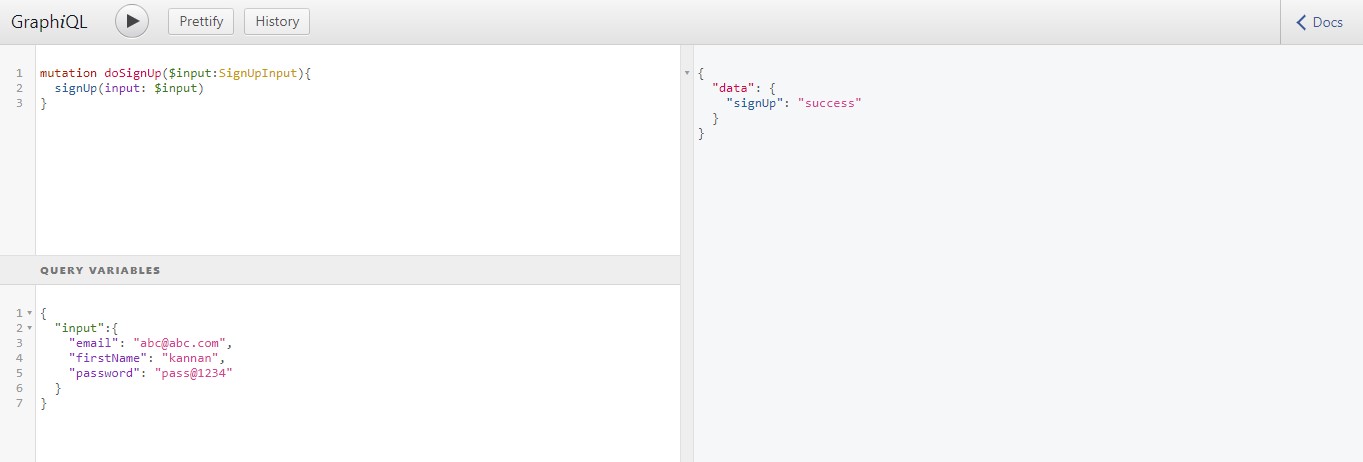 GraphiQL Prettify History Docs
1 mutation doSignUp($input:SignUpInput){
2 signUp(input: $input)
3 }
QUERY VARIABLES
1 {
2 "input":{
3 "email": "abc@abc.com",
4 "firstName": "kannan",
5 "password": "pass@1234"
6 }
7 }
{
"data": {
"signUp": "success"
}
}